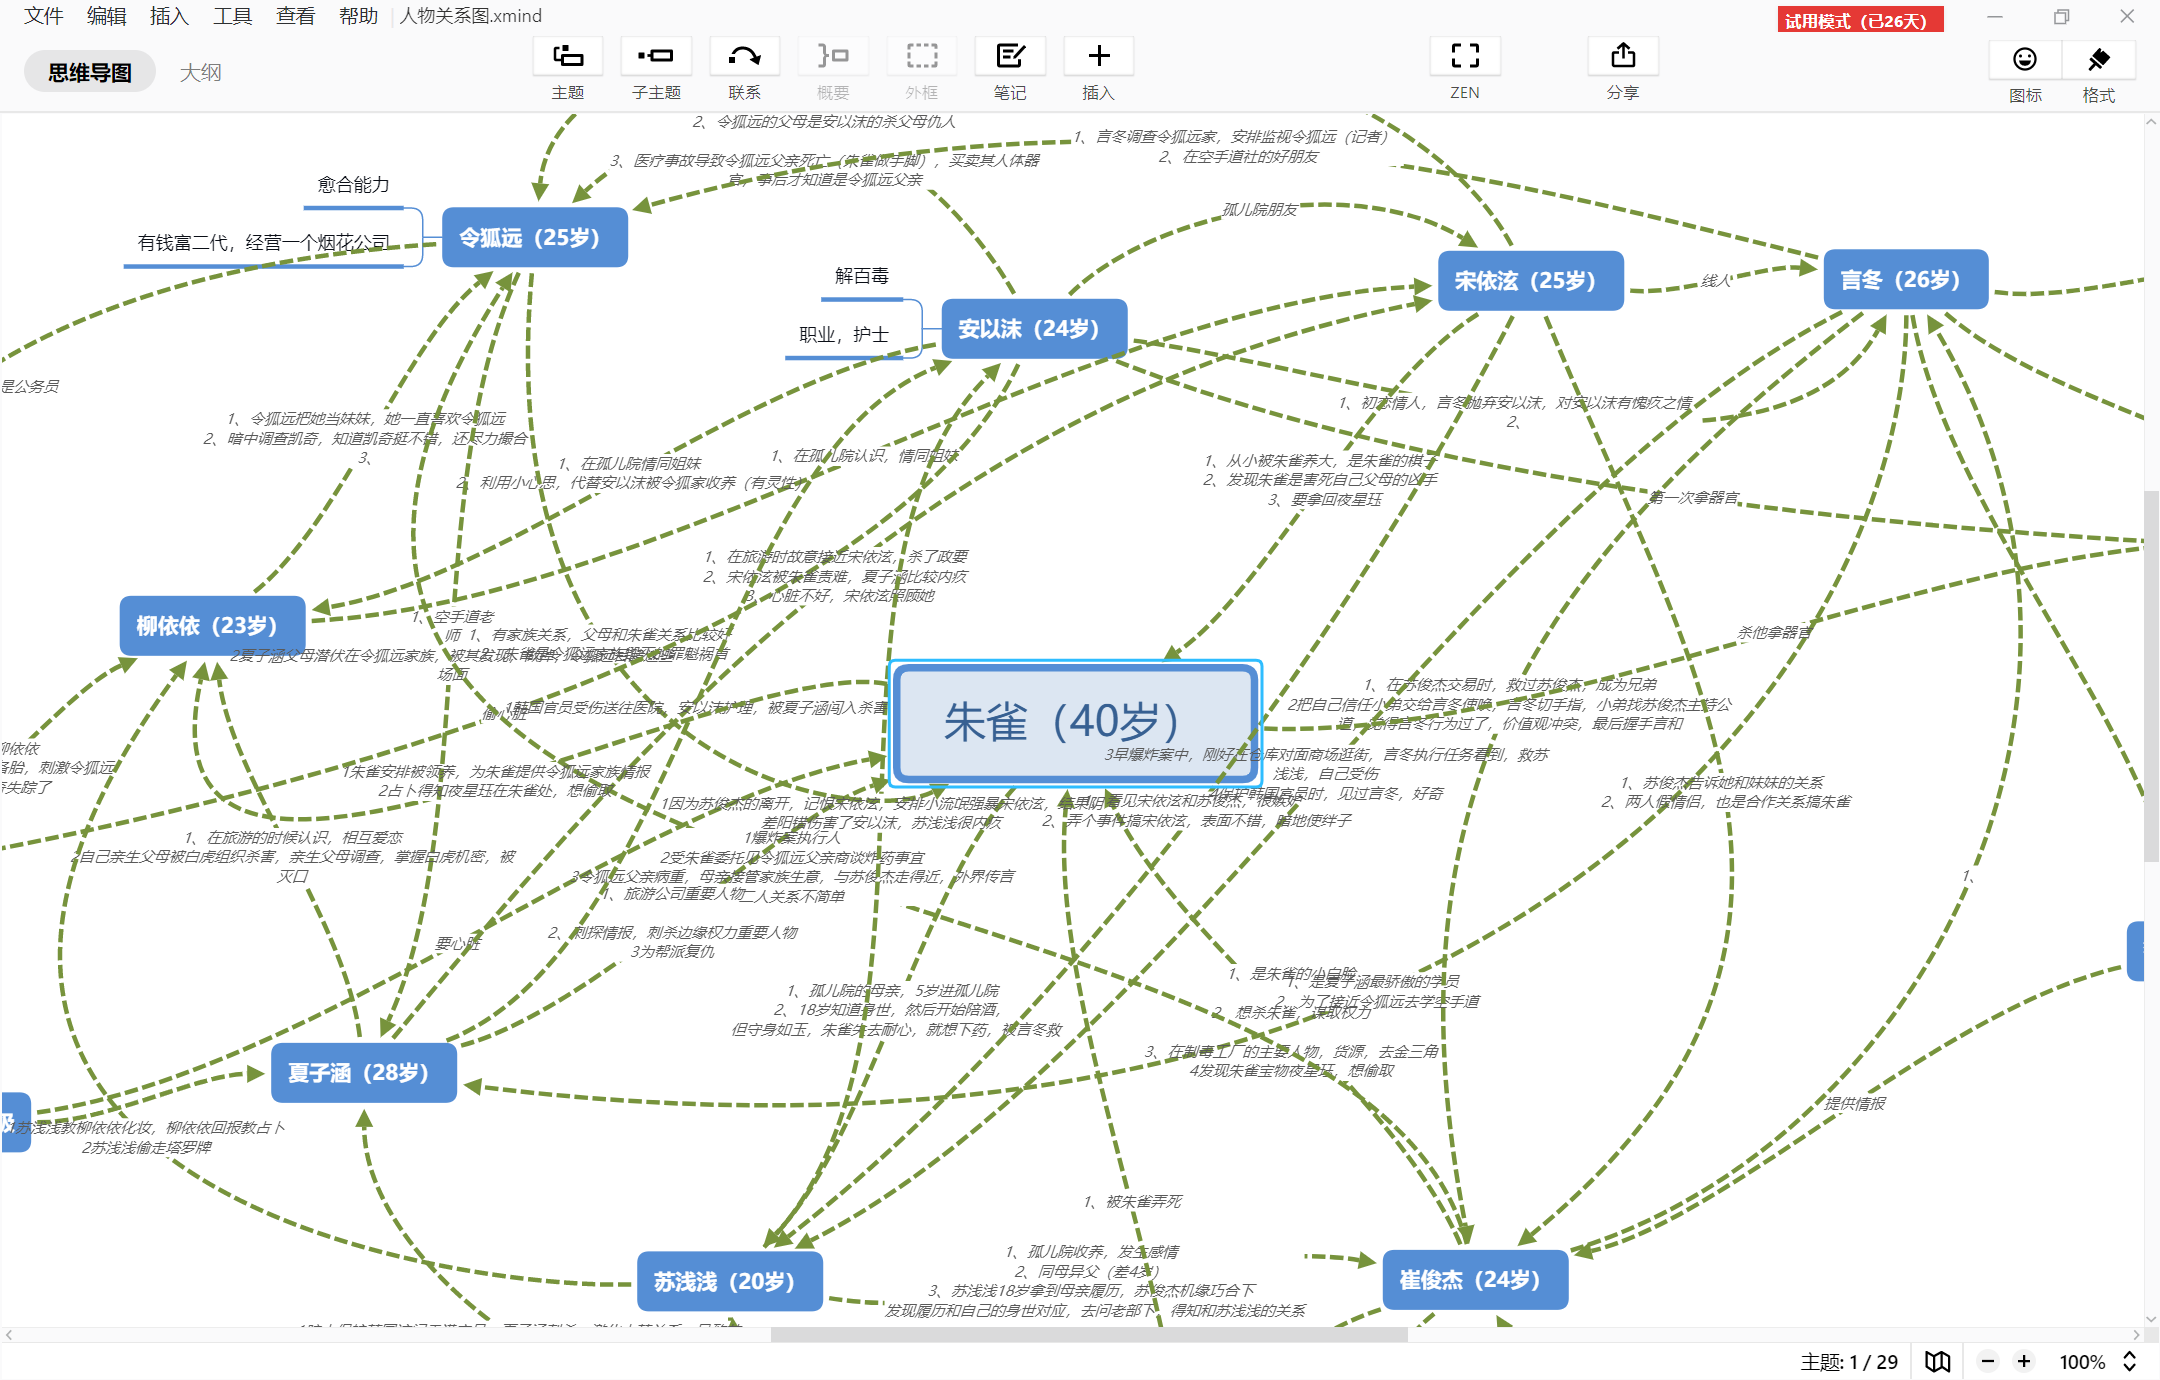 文件 编辑 插入 工具 查看 帮助 人物关系图.xmind
试用模式（已26天）
思维导图 大纲
主题 子主题 联系 概要 外框 笔记 插入 ZEN 分享 图标 格式
2、令狐远的父母是安以沫的杀父母仇人
1、言冬调查令狐远家，安排监视令狐远（记者）
2、在空手道社的好朋友
3、医疗事故导致令狐远父亲死亡（朱雀做手脚），买卖其人体器
官，事后才知道是令狐远父亲
愈合能力
有钱富二代，经营一个烟花公司
令狐远（25岁）
孤儿院朋友
解百毒
职业，护士
安以沫（24岁）
宋依泫（25岁）
线人
言冬（26岁）
是公务员
1、令狐远把她当妹妹，她一直喜欢令狐远
2、暗中调查凯奇，知道凯奇挺不错，还尽力撮合
3、
1、初恋情人，言冬抛弃安以沫，对安以沫有愧疚之情
2、
1、在孤儿院情同姐妹
2、利用小心思，代替安以沫被令狐家收养（有灵性）
1、在孤儿院认识，情同姐妹
1、从小被朱雀养大，是朱雀的棋子
2、发现朱雀是害死自己父母的凶手
3、要拿回夜星珏
第一次拿器官
1、在旅游时故意接近宋依泫，杀了政要
2、宋依泫被朱雀责难，夏子涵比较内疚
3、心脏不好，宋依泫照顾她
柳依依（23岁）
1、空手道老
师
场面
1、有家族关系，父母和朱雀关系比较好
2、朱雀是令狐远家族毁灭的罪魁祸首
2夏子涵父母潜伏在令狐远家族，被其发现
杀他拿器官
偷心脏
1韩国官员受伤送往医院，安以沫护理，被夏子涵闯入杀害
朱雀（40岁）
1、在苏俊杰交易时，救过苏俊杰，成为兄弟
2把自己信任小弟交给言冬使唤，言冬切手指，小弟找苏俊杰主持公
道，觉得言冬行为过了，价值观冲突，最后握手言和
3早爆炸案中，刚好在仓库对面商场逛街，言冬执行任务看到，救苏
浅浅，自己受伤
4保护韩国官员时，见过言冬，好奇
柳依依
备胎，刺激令狐远
失踪了
1朱雀安排被领养，为朱雀提供令狐远家族情报
2占卜得知夜星珏在朱雀处，想偷取
1、苏俊杰告诉她和妹妹的关系
2、两人假情侣，也是合作关系搞朱雀
1因为苏俊杰的离开，记恨宋依泫，安排小流氓强暴宋依泫，结果阴
差阳错伤害了安以沫，苏浅浅很内疚
1、看见宋依泫和苏俊杰，很嫉妒
2、弄个事件搞宋依泫，表面不错，暗地使绊子
1、在旅游的时候认识，相互爱恋
2自己亲生父母被白虎组织杀害，亲生父母调查，掌握白虎机密，被
灭口
1爆炸案执行人
2受朱雀委托见令狐远父亲商谈炸药事宜
3令狐远父亲病重，母亲接管家族生意，与苏俊杰走得近，外界传言
二人关系不简单
1、旅游公司重要人物
2、刺探情报，刺杀边缘权力重要人物
3为帮派复仇
1、
要心脏
1、孤儿院的母亲，5岁进孤儿院
2、18岁知道身世，然后开始陪酒，
但守身如玉，朱雀失去耐心，就想下药，被言冬救
1、是朱雀的小白脸
2、想杀朱雀，谋取权力
1、是夏子涵最骄傲的学员
2、为了接近令狐远去学空手道
3、在制毒工厂的主要人物，货源，去金三角
4发现朱雀宝物夜星珏，想偷取
夏子涵（28岁）
提供情报
苏浅浅教柳依依化妆，柳依依回报教占卜
2苏浅浅偷走塔罗牌
1、被朱雀弄死
苏浅浅（20岁）
1、孤儿院收养，发生感情
2、同母异父（差4岁）
3、苏浅浅18岁拿到母亲履历，苏俊杰机缘巧合下
发现履历和自己的身世对应，去问老部下，得知和苏浅浅的关系
崔俊杰（24岁）
主题: 1 / 29
100%